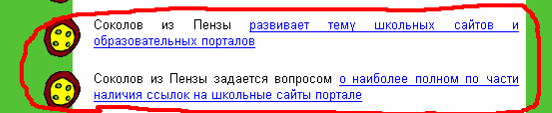 Соколов из Пензы развивает тему школьных сайтов и
образовательных порталов
Соколов из Пензы задается вопросом о наиболее полном по части
наличия ссылок на школьные сайты портале